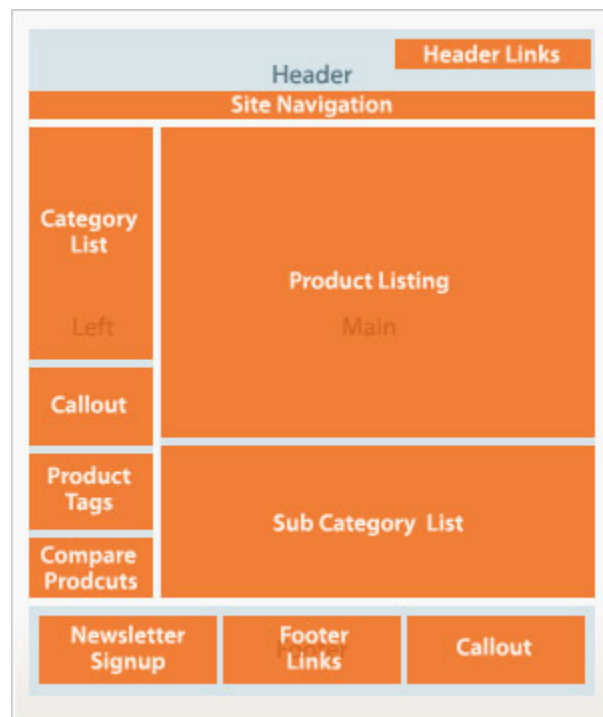 Header Links
Header
Site Navigation
Category
List
Left
Callout
Product
Tags
Compare
Prodcuts
Product Listing
Main
Sub Category List
Newsletter
Signup
Footer
Links
Footer
Callout